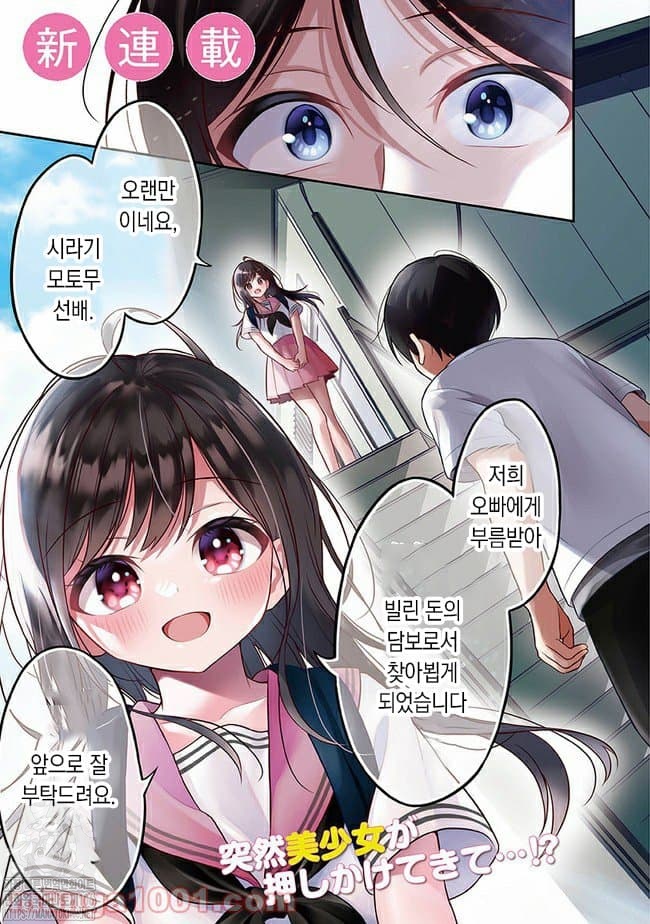 新連載
오랜만
이네요,
시라기
모토무
선배.
저희
오빠에게
부름받아
빌린 돈의
담보로서
찾아뵙게
되었습니다
앞으로 잘
부탁드려요.
突然美少女が
押しかけてきて…!?